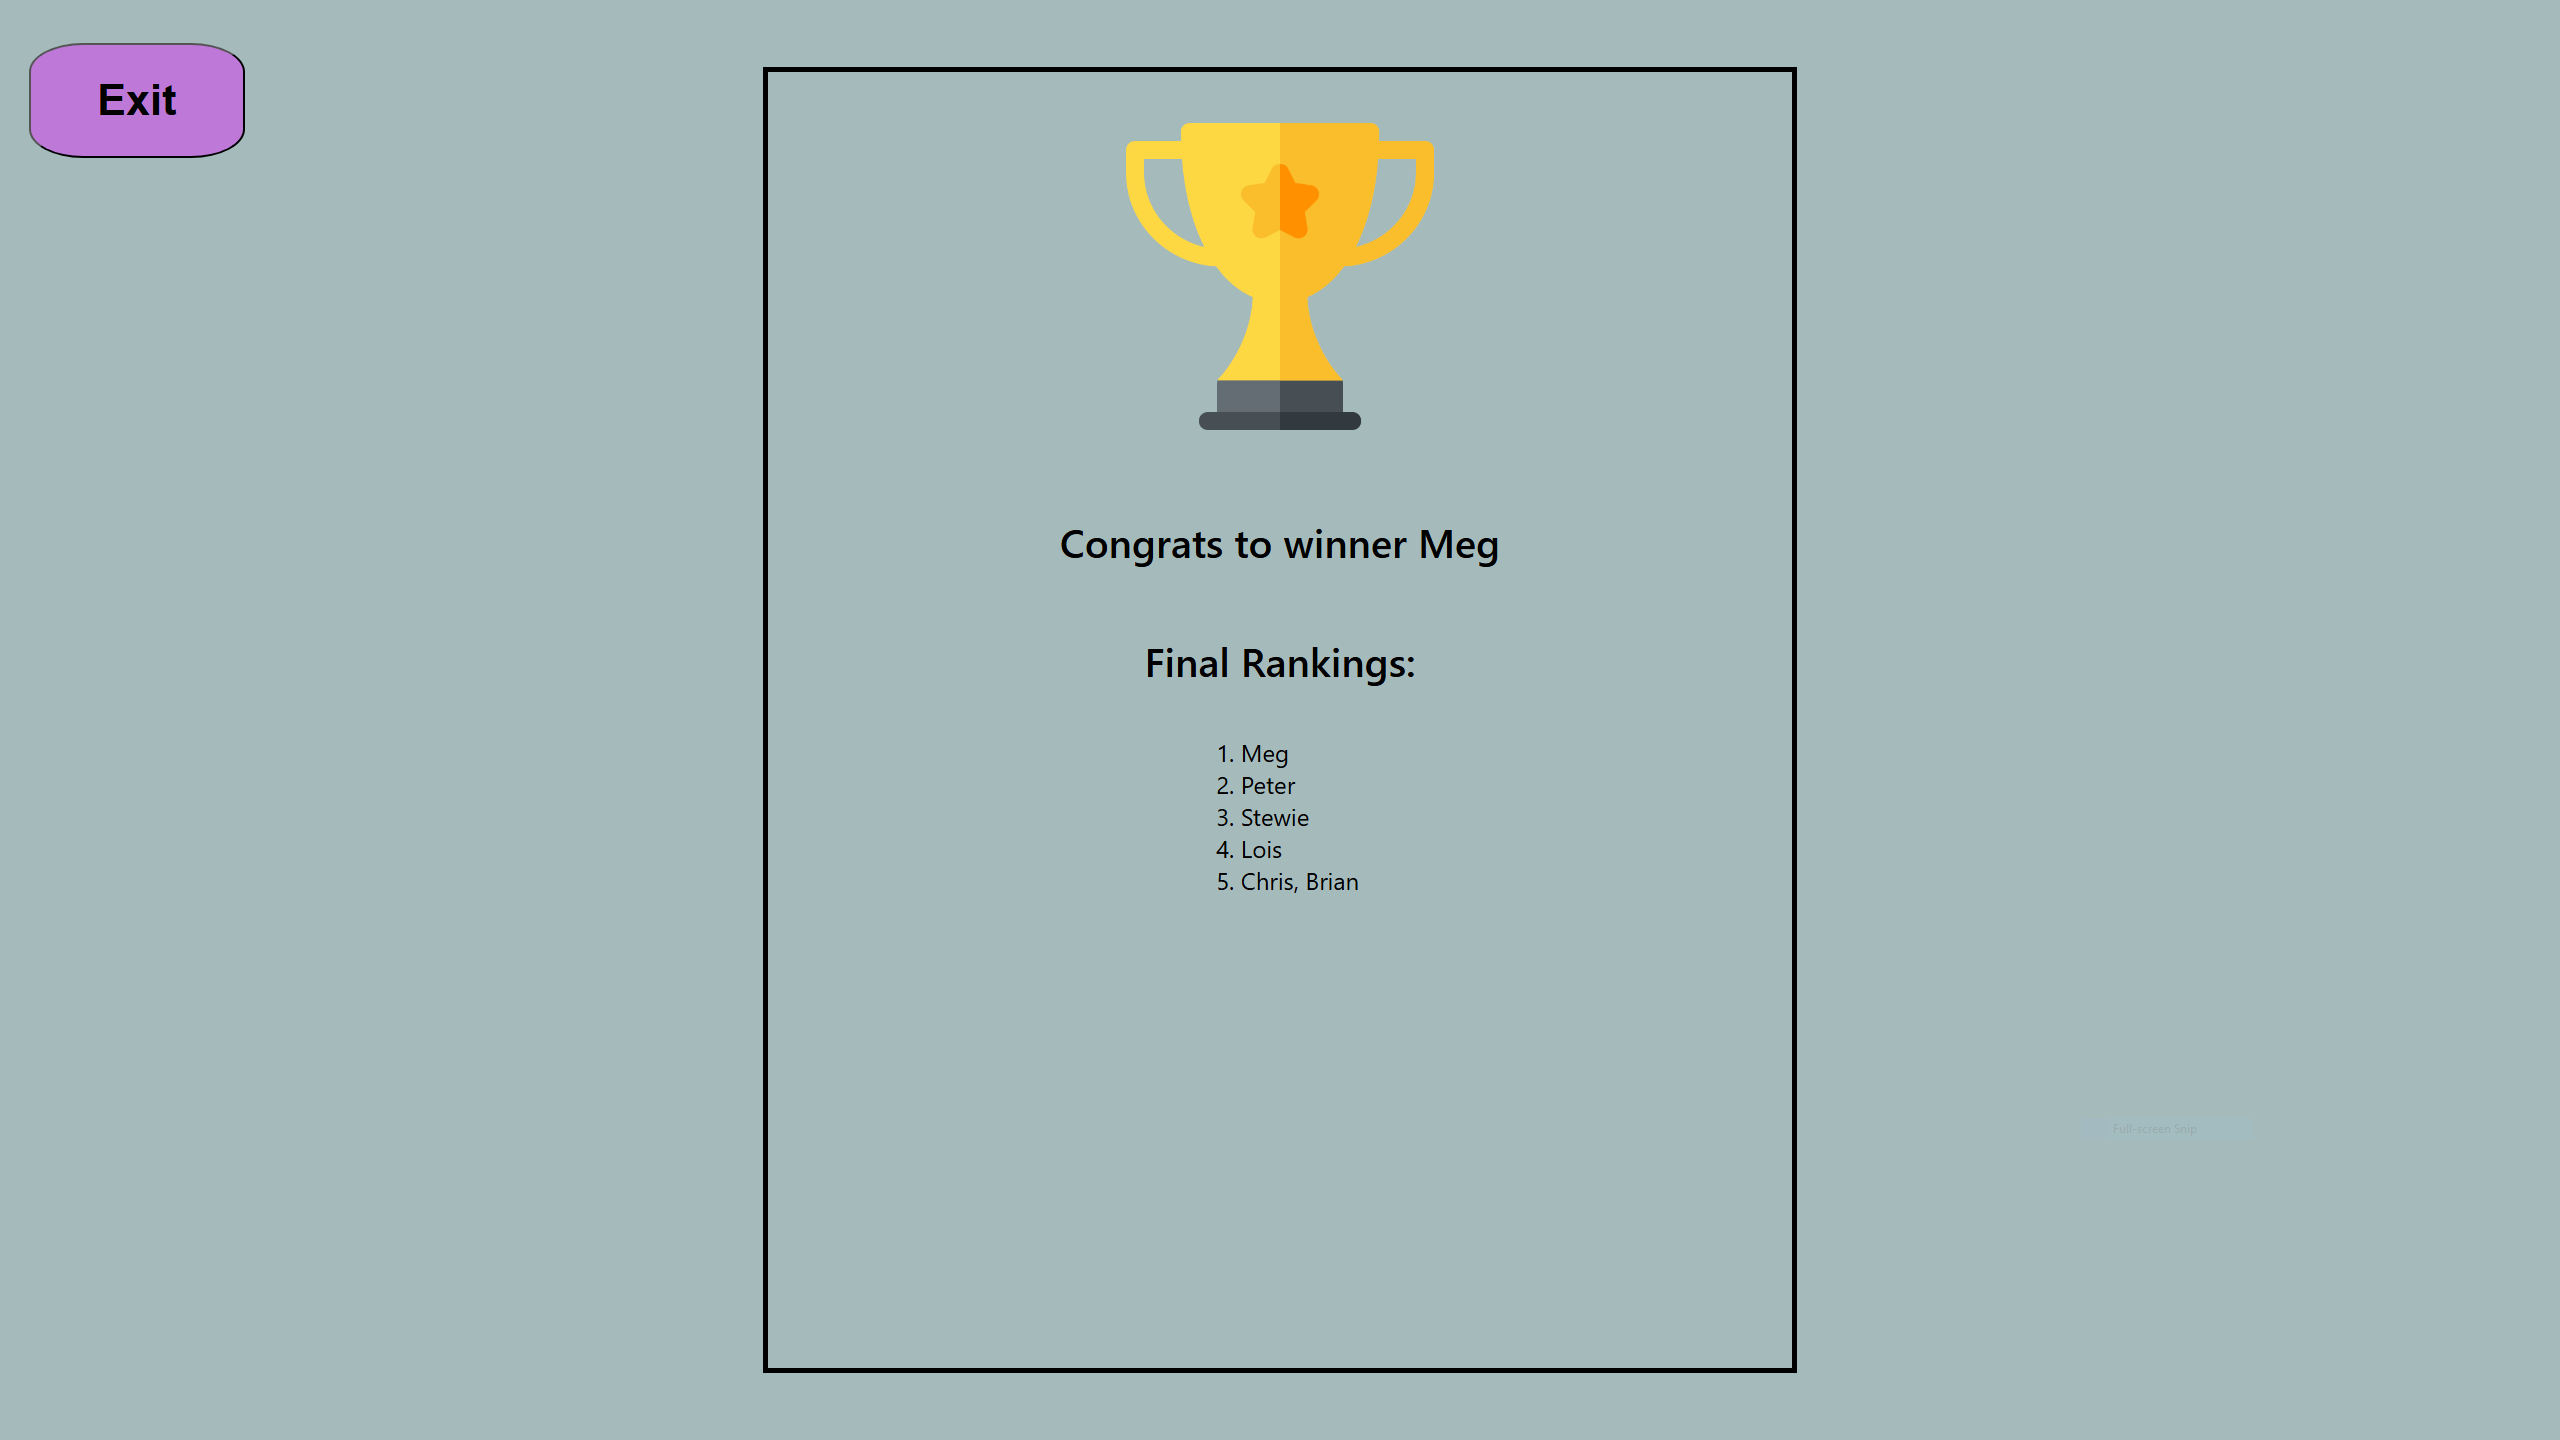 Exit
Congrats to winner Meg
Final Rankings:
1. Meg
2. Peter
3. Stewie
4. Lois
5. Chris, Brian
Full-screen Snip